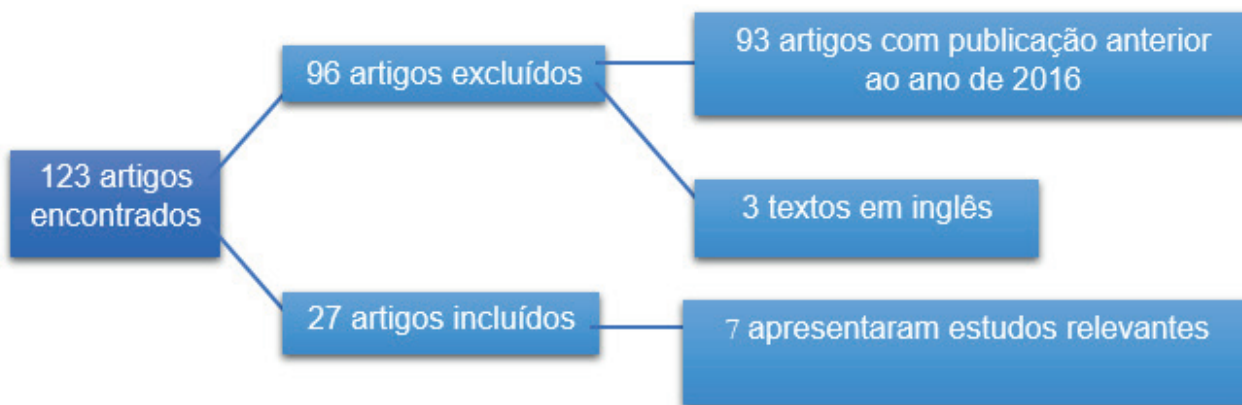 123 artigos
encontrados
96 artigos excluídos
93 artigos com publicação anterior
ao ano de 2016
3 textos em inglês
27 artigos incluídos
7 apresentaram estudos relevantes